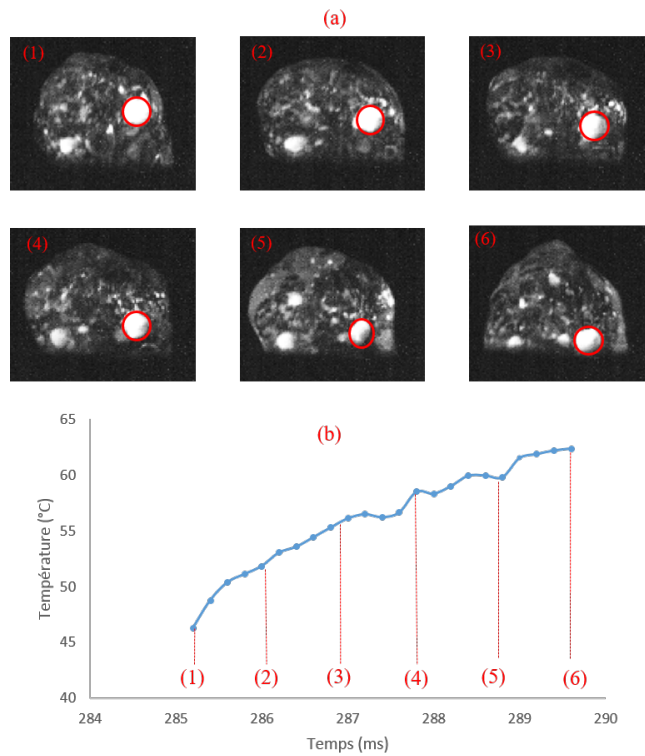 (a)
(1) (2) (3)
(4) (5) (6)
(b)
65
60
55
50
45
40
Température (°C)
(1) (2) (3) (4) (5) (6)
284 285 286 287 288 289 290
Temps (ms)